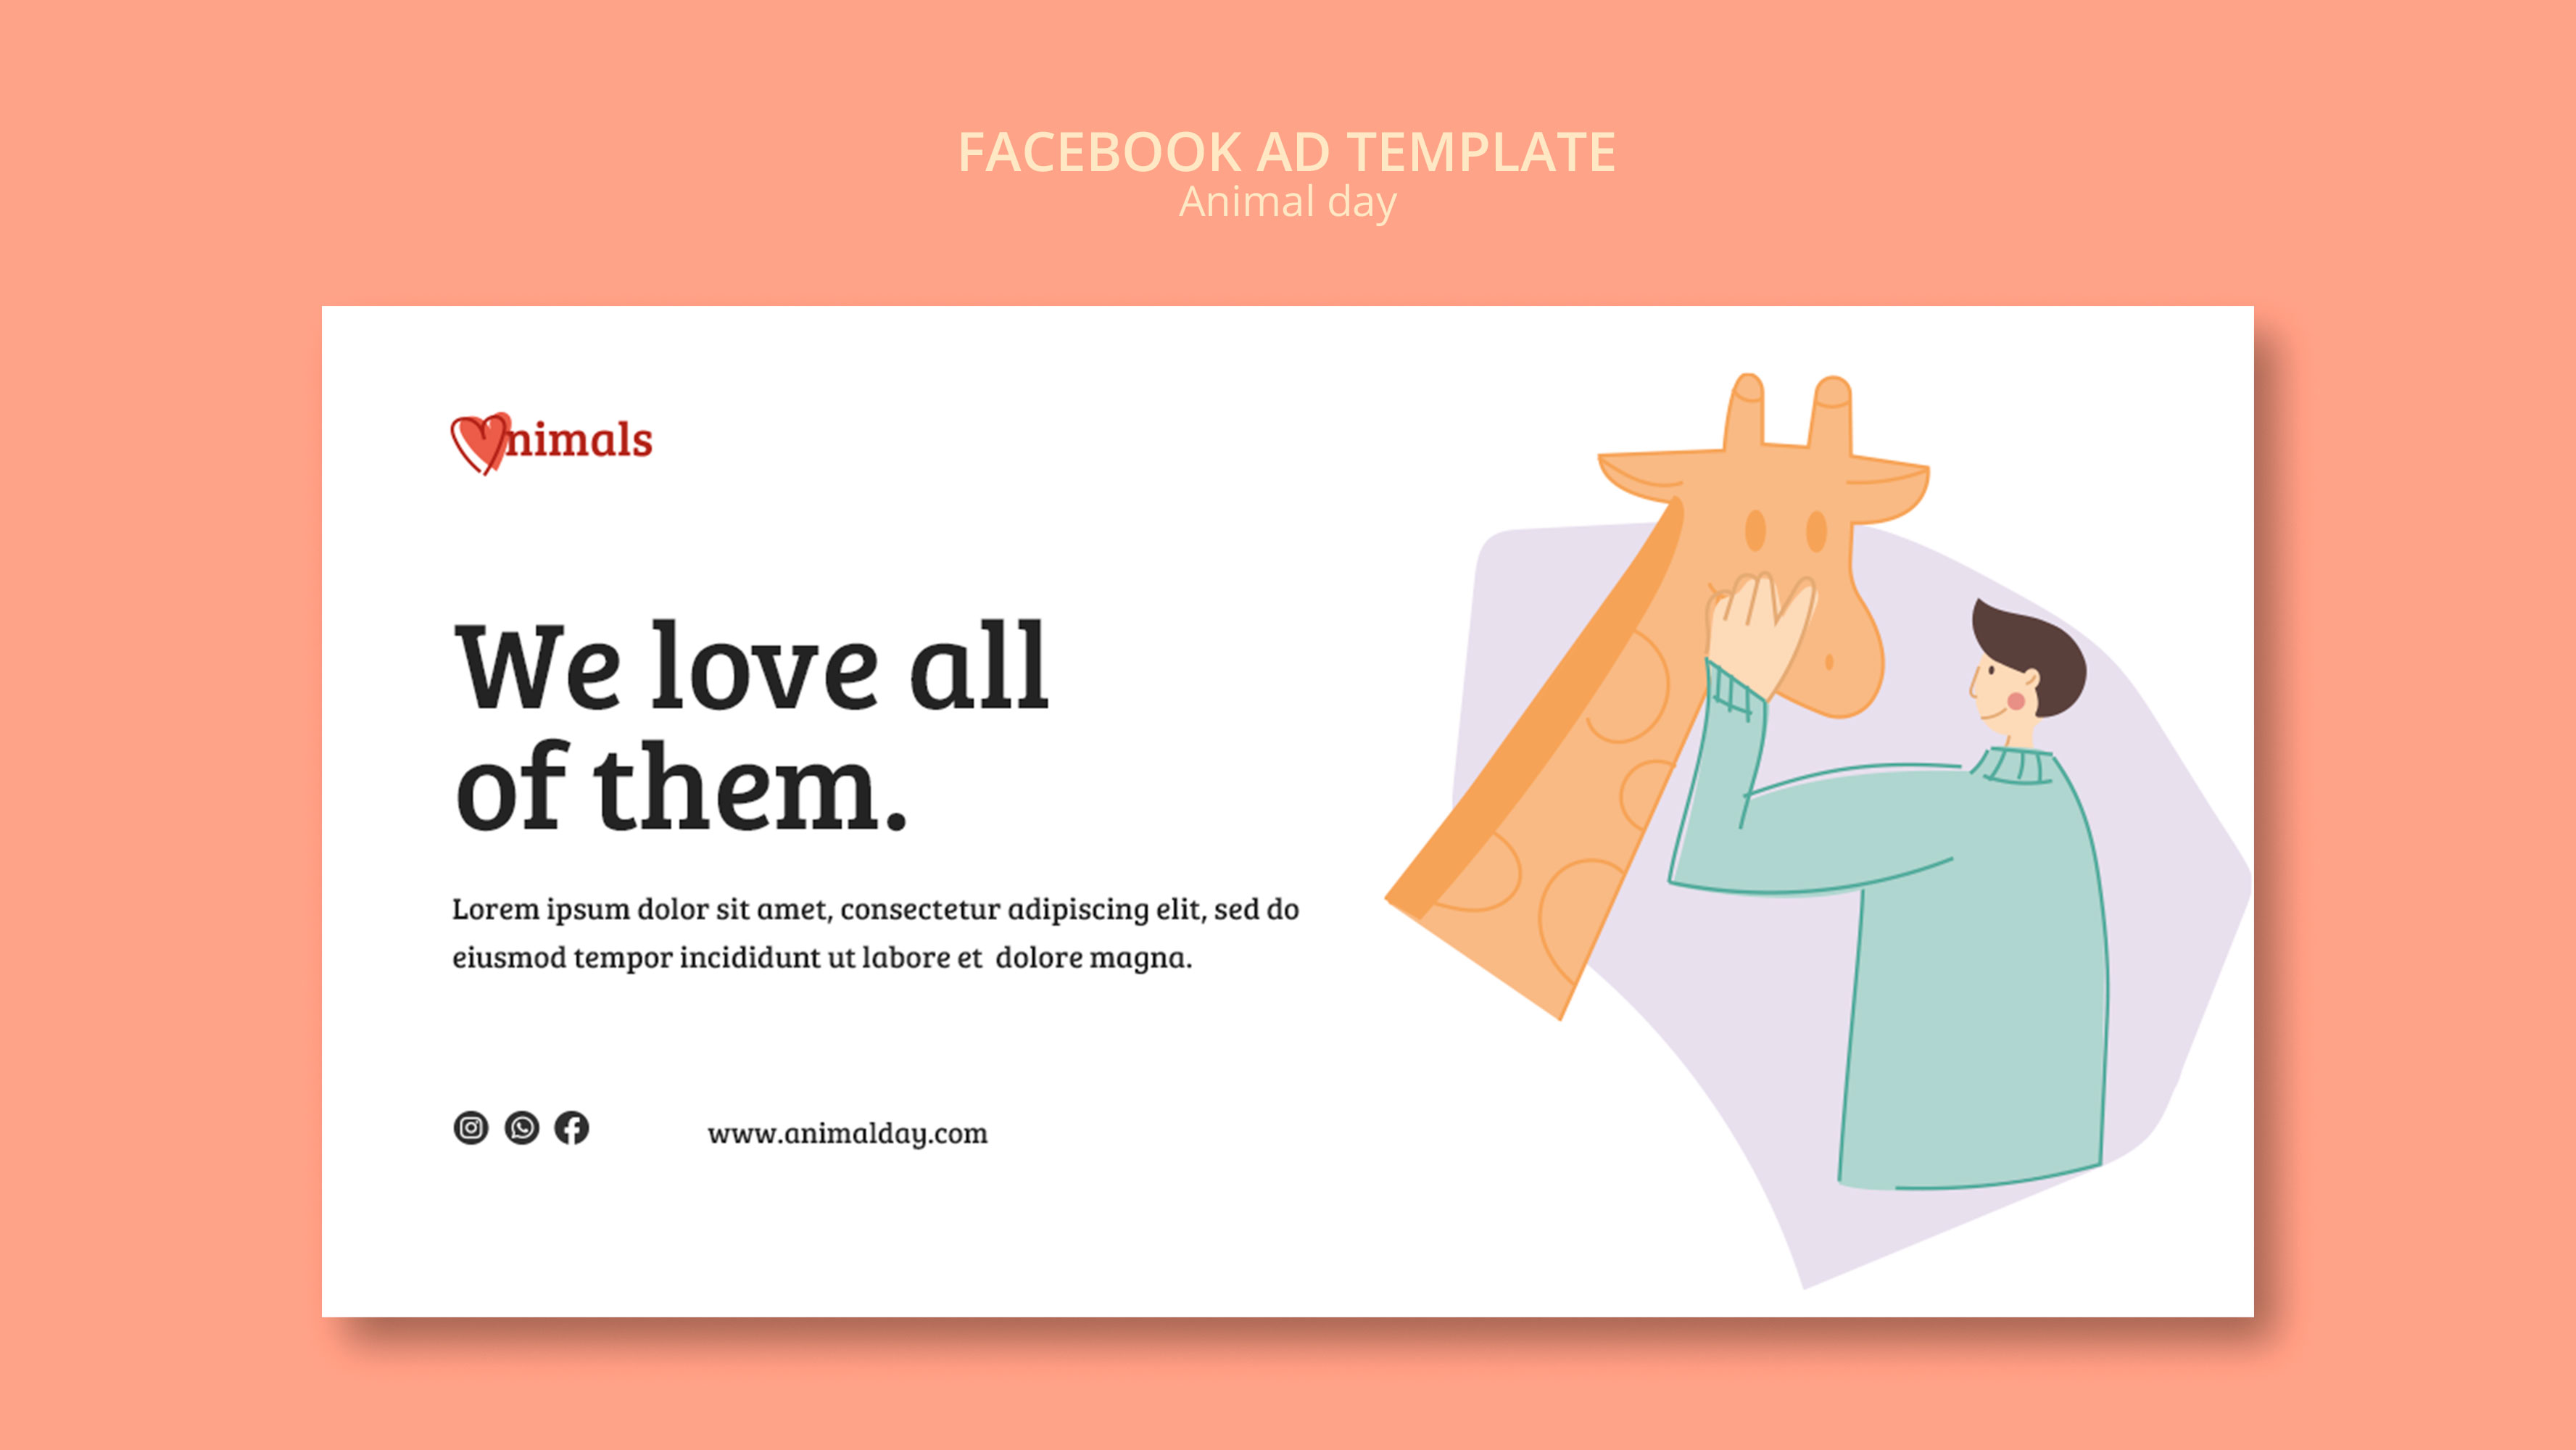 FACEBOOK AD TEMPLATE
Animal day
nimals
We love all
of them.
Lorem ipsum dolor sit amet, consectetur adipiscing elit, sed do
eiusmod tempor incididunt ut labore et  dolore magna.
www.animalday.com